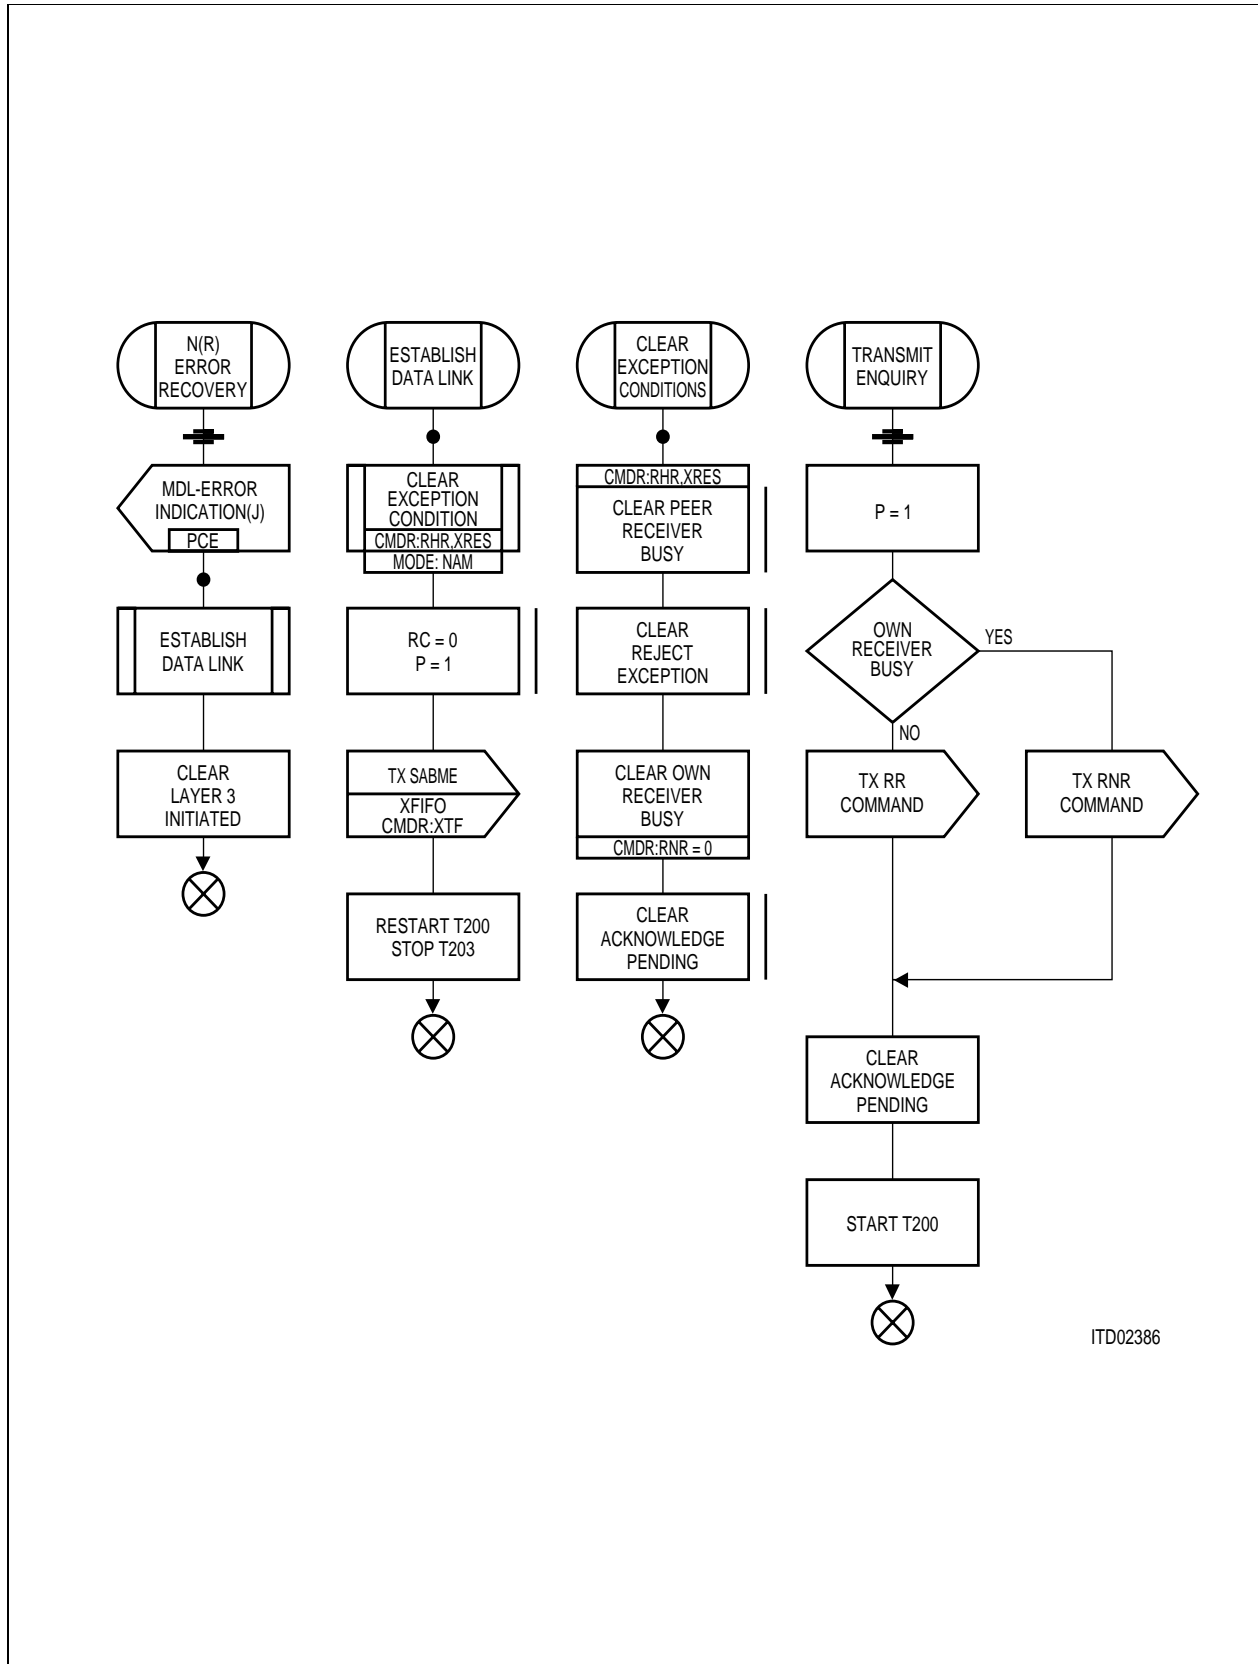 N(R)
ERROR
RECOVERY
MDL-ERROR
INDICATION(J)
PCE
ESTABLISH
DATA LINK
CLEAR
LAYER 3
INITIATED
ESTABLISH
DATA LINK
CLEAR
EXCEPTION
CONDITION
CMDR:RHR,XRES
MODE: NAM
RC = 0
P = 1
TX SABME
XFIFO
CMDR:XTF
RESTART T200
STOP T203
CLEAR
EXCEPTION
CONDITIONS
CMDR:RHR,XRES
CLEAR PEER
RECEIVER
BUSY
CLEAR
REJECT
EXCEPTION
CLEAR OWN
RECEIVER
BUSY
CMDR:RNR = 0
CLEAR
ACKNOWLEDGE
PENDING
TRANSMIT
ENQUIRY
P = 1
OWN
RECEIVER
BUSY
YES
NO
TX RR
COMMAND
TX RNR
COMMAND
CLEAR
ACKNOWLEDGE
PENDING
START T200
ITD02386